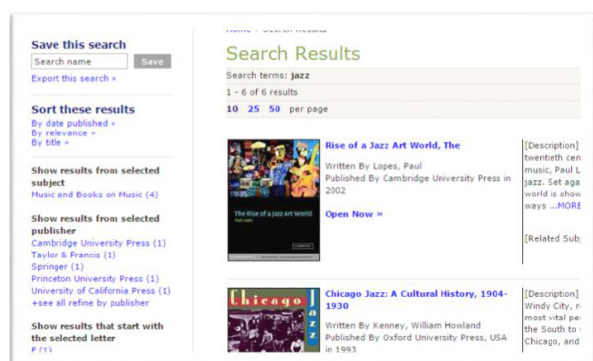 Save this search
Search name Save
Export this search »
Sort these results
By date published »
By relevance »
By title »
Show results from selected
subject
Music and Books on Music (4)
Show results from selected
publisher
Cambridge University Press (1)
Taylor & Francis (1)
Springer (1)
Princeton University Press (1)
University of California Press (1)
+see all refine by publisher
Show results that start with
the selected letter
Search Results
Search terms: jazz
1 - 6 of 6 results
10 25 50 per page
The Rise of a Jazz Art World
Rise of a Jazz Art World, The
Written By Lopes, Paul
Published By Cambridge University Press in
2002
Open Now »
[Description]
twentieth cen
music, Paul L
jazz. Set aga
world is show
ways ...MORE
[Related Sub
Chicago Jazz
Chicago Jazz: A Cultural History, 1904-
1930
Written By Kenney, William Howland
Published By Oxford University Press, USA
in 1993
[Description]
Windy City, r
most vital pe
the South to
Chicago, and